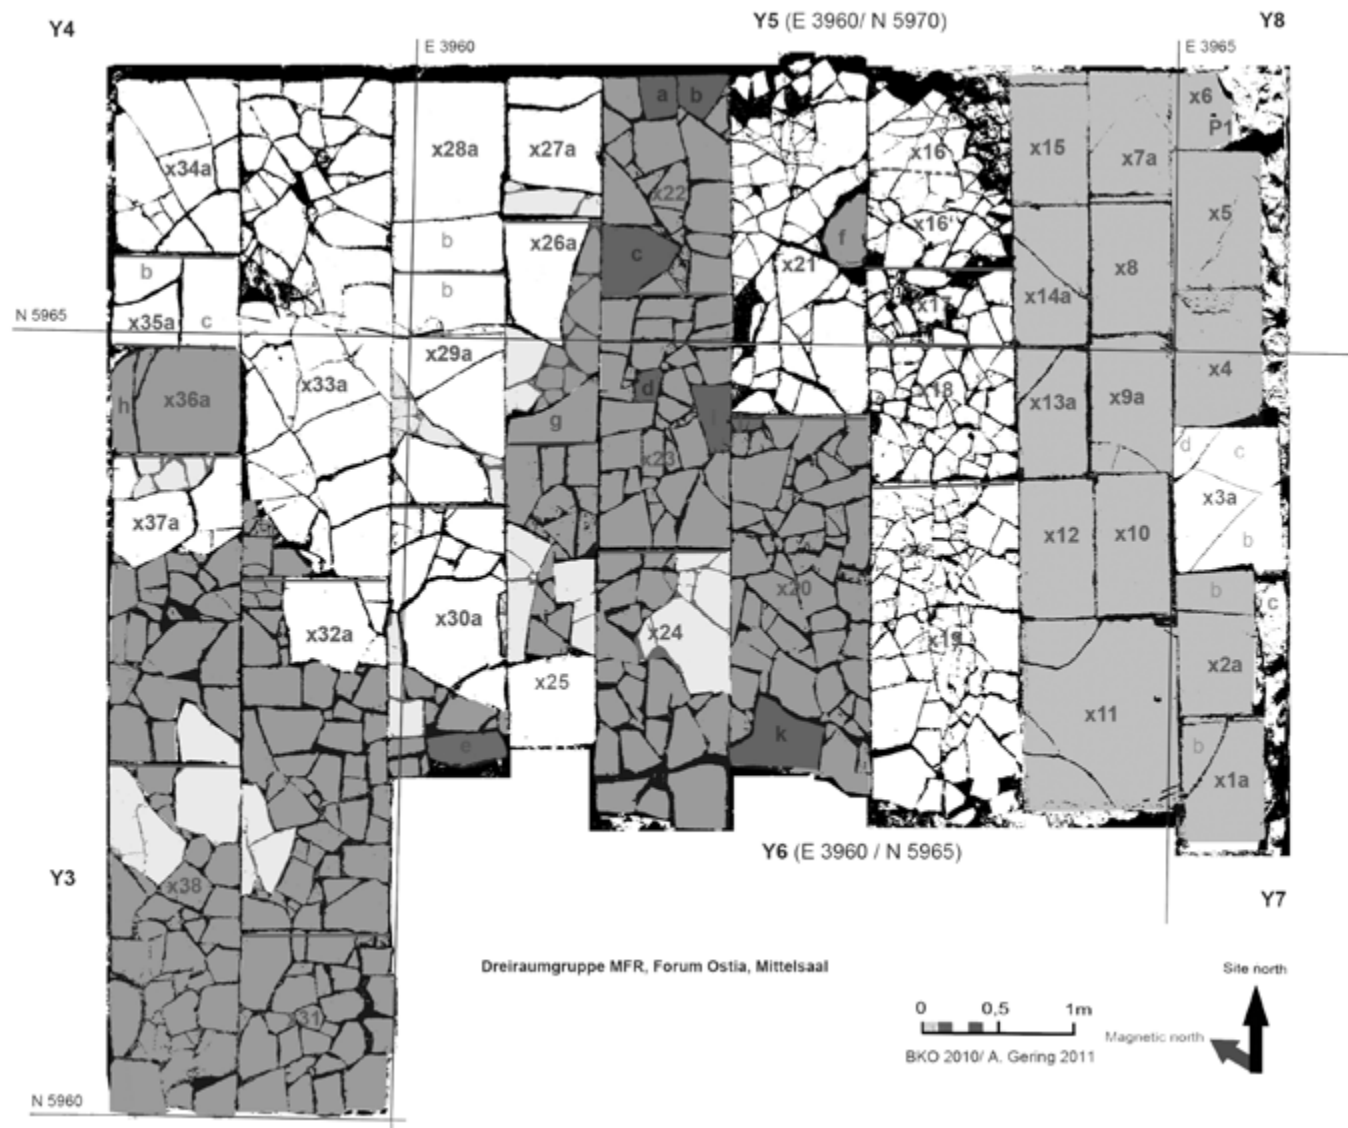 Y4
Y5 (E 3960/ N 5970)
Y8
E 3960
E 3965
a b
x6
P1
x34a
x28a
x27a
x22
x16
x15
x7a
b
b
x26a
c
f
x16'
x5
x21
x8
b
x35a c
x14a
x17
N 5965
x29a
x33a
h x36a
d
i
x18
x13a
x9a
x4
g
x23
d c
x3a
b
x37a
x12 x10
x20
b c
x32a
x30a
x24
x19
x25
x2a
x11
e
k
b
x1a
Y6 (E 3960 / N 5965)
Y3
x38
Y7
Dreiraumgruppe MFR, Forum Ostia, Mittelsaal
Site north
x31
0 0,5 1m
Magnetic north
BKO 2010/ A. Gering 2011
N 5960